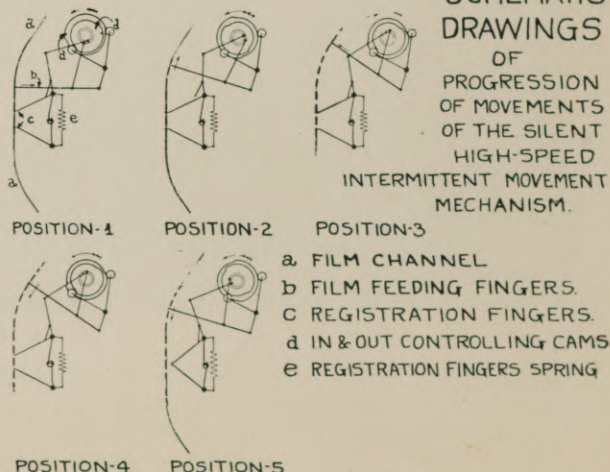 SCHEMATIC
DRAWINGS
OF
PROGRESSION
OF MOVEMENTS
OF THE SILENT
HIGH-SPEED
INTERMITTENT MOVEMENT
MECHANISM.
a
d
d
b
c
e
a
POSITION-1
POSITION-2
POSITION-3
a FILM CHANNEL
b FILM FEEDING FINGERS.
c REGISTRATION FINGERS.
d IN & OUT CONTROLLING CAMS
e REGISTRATION FINGERS SPRING
POSITION-4
POSITION-5